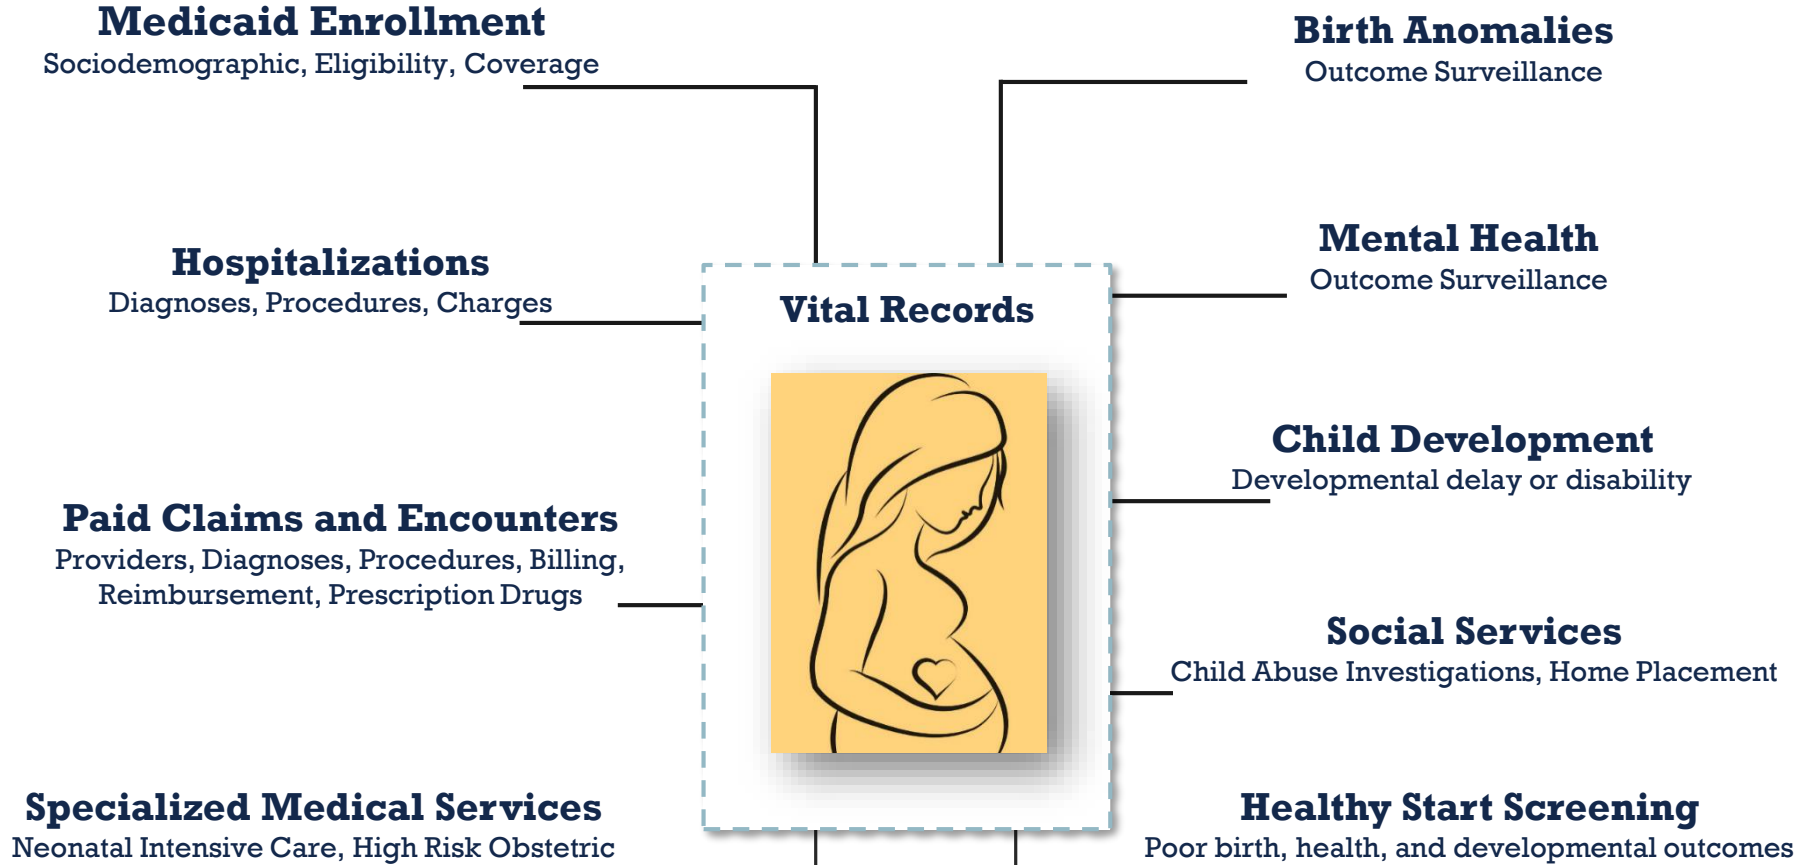 Medicaid Enrollment
Sociodemographic, Eligibility, Coverage
Hospitalizations
Diagnoses, Procedures, Charges
Paid Claims and Encounters
Providers, Diagnoses, Procedures, Billing,
Reimbursement, Prescription Drugs
Specialized Medical Services
Neonatal Intensive Care, High Risk Obstetric
Vital Records
Birth Anomalies
Outcome Surveillance
Mental Health
Outcome Surveillance
Child Development
Developmental delay or disability
Social Services
Child Abuse Investigations, Home Placement
Healthy Start Screening
Poor birth, health, and developmental outcomes